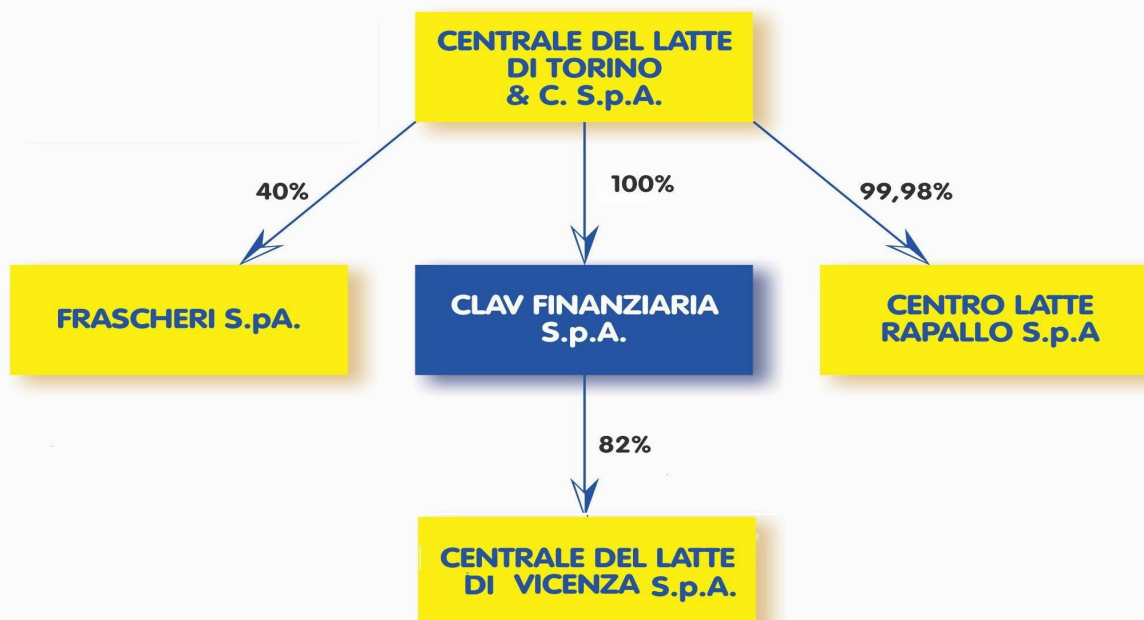 CENTRALE DEL LATTE
DI TORINO
& C. S.p.A.
40%
100%
99,98%
FRASCHERI S.pA.
CLAV FINANZIARIA
S.p.A.
CENTRO LATTE
RAPALLO S.p.A
82%
CENTRALE DEL LATTE
DI VICENZA S.p.A.